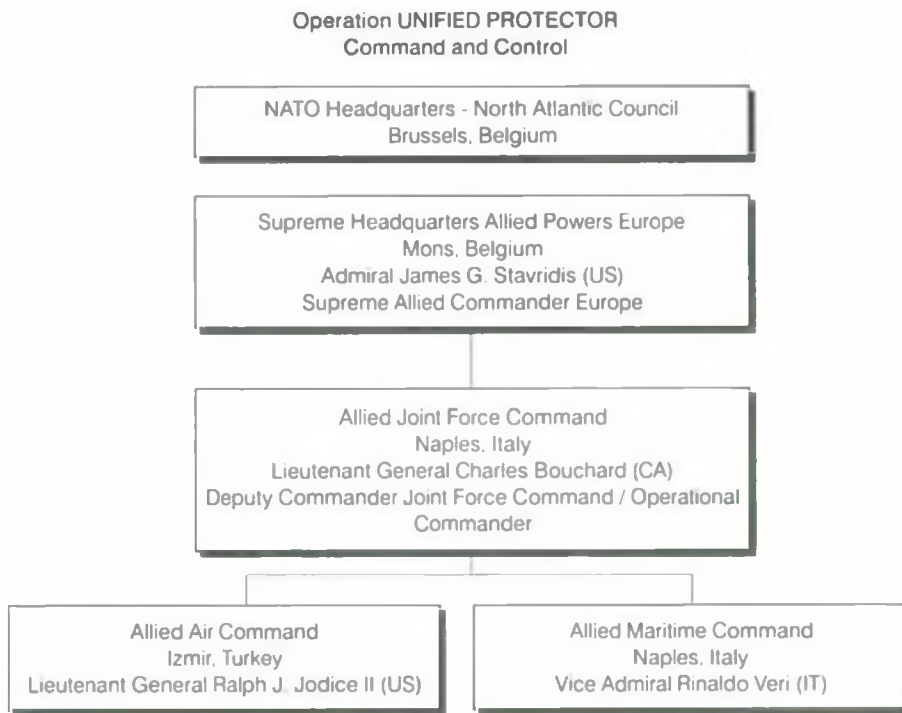 Operation UNIFIED PROTECTOR
Command and Control
NATO Headquarters - North Atlantic Council
Brussels, Belgium
Supreme Headquarters Allied Powers Europe
Mons, Belgium
Admiral James G. Stavridis (US)
Supreme Allied Commander Europe
Allied Joint Force Command
Naples, Italy
Lieutenant General Charles Bouchard (CA)
Deputy Commander Joint Force Command / Operational
Commander
Allied Air Command
Izmir, Turkey
Lieutenant General Ralph J. Jodice II (US)
Allied Maritime Command
Naples, Italy
Vice Admiral Rinaldo Veri (IT)